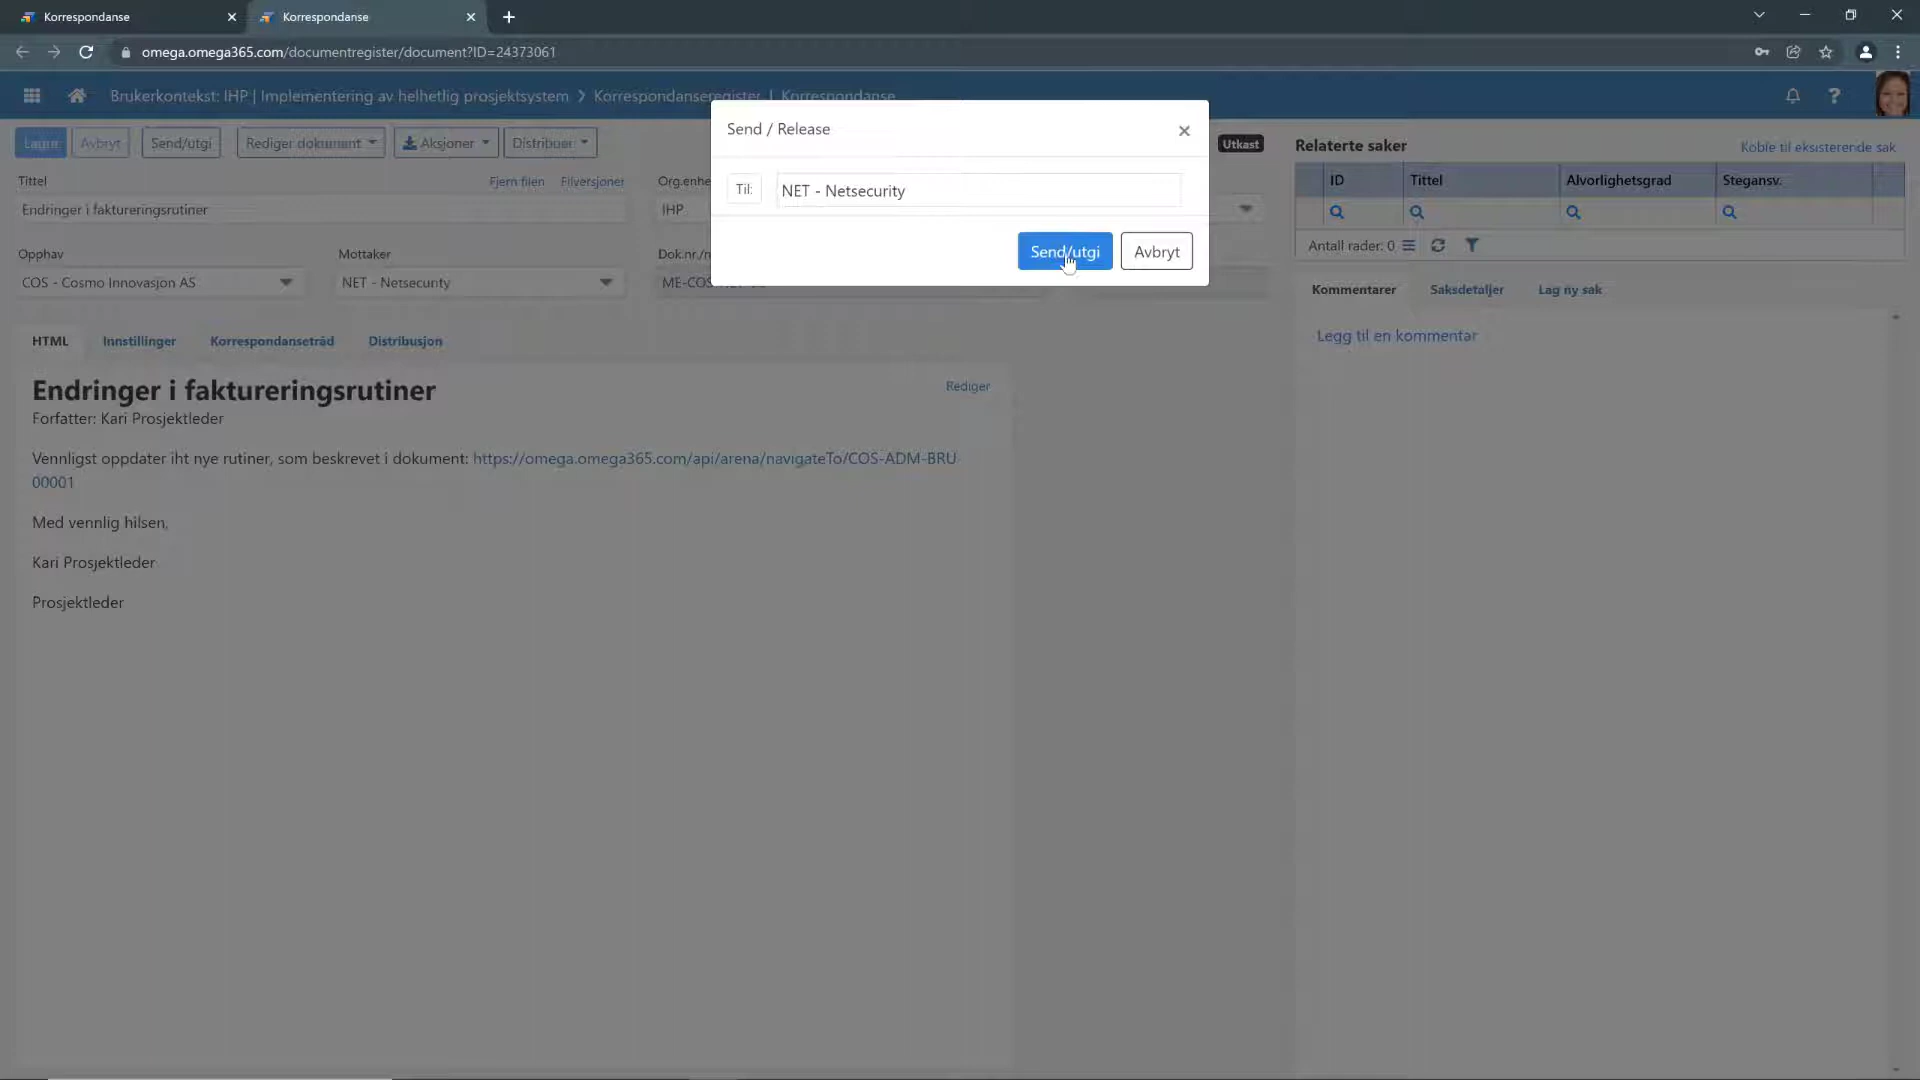 Korrespondanse
Korrespondanse
omega.omega365.com/documentregister/document?ID=24373061
Brukerkontekst: IHP | Implementering av helhetlig prosjektsystem > Korrespondanseregister | Korrespondanse
Lagre Avbryt Send/utgi Rediger dokument Aksjoner Distribuer
Utkast
Send / Release
Til: NET - Netsecurity
Send/utgi Avbryt
Tittel Fjern filen Filversjoner Org.enhe
Endringer i faktureringsrutiner IHP
Opphav Mottaker Dok.nr./r
COS - Cosmo Innovasjon AS NET - Netsecurity
HTML Innstillinger Korrespondansetråd Distribusjon
Endringer i faktureringsrutiner Rediger
Forfatter: Kari Prosjektleder
Vennligst oppdater iht nye rutiner, som beskrevet i dokument: https://omega.omega365.com/api/arena/navigateTo/COS-ADM-BRU-
00001
Med vennlig hilsen,
Kari Prosjektleder
Prosjektleder
Relaterte saker Koble til eksisterende sak
ID Tittel Alvorlighetsgrad Stegansv.
Antall rader: 0
Kommentarer Saksdetaljer Lag ny sak
Legg til en kommentar